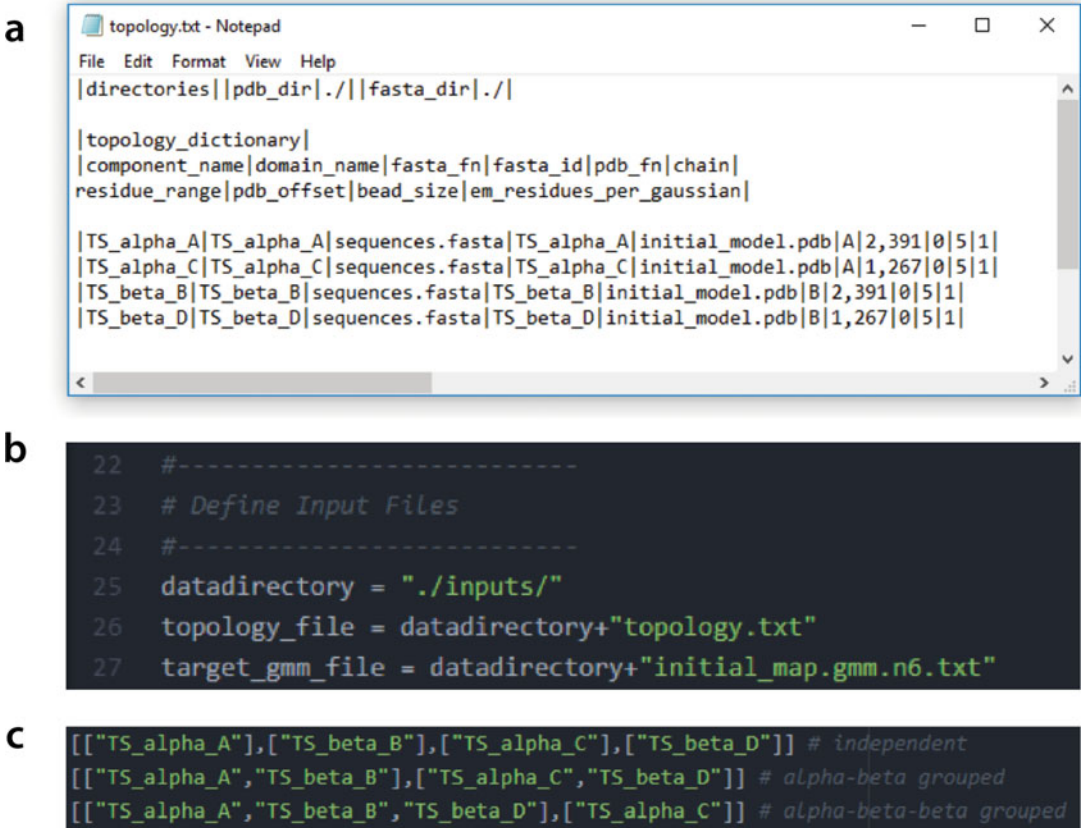 a
topology.txt - Notepad
File Edit Format View Help
|directories||pdb_dir|./||fasta_dir|./|
|topology_dictionary|
|component_name|domain_name|fasta_fn|fasta_id|pdb_fn|chain|
residue_range|pdb_offset|bead_size|em_residues_per_gaussian|
|TS_alpha_A|TS_alpha_A|sequences.fasta|TS_alpha_A|initial_model.pdb|A|2,391|0|5|1|
|TS_alpha_C|TS_alpha_C|sequences.fasta|TS_alpha_C|initial_model.pdb|A|1,267|0|5|1|
|TS_beta_B|TS_beta_B|sequences.fasta|TS_beta_B|initial_model.pdb|B|2,391|0|5|1|
|TS_beta_D|TS_beta_D|sequences.fasta|TS_beta_D|initial_model.pdb|B|1,267|0|5|1|
b
22 #----------------------------
23 # Define Input Files
24 #----------------------------
25 datadirectory = "./inputs/"
26 topology_file = datadirectory+"topology.txt"
27 target_gmm_file = datadirectory+"initial_map.gmm.n6.txt"
c
[["TS_alpha_A"],["TS_beta_B"],["TS_alpha_C"],["TS_beta_D"]] # independent
[["TS_alpha_A","TS_beta_B"],["TS_alpha_C","TS_beta_D"]] # alpha-beta grouped
[["TS_alpha_A","TS_beta_B","TS_beta_D"],["TS_alpha_C"]] # alpha-beta-beta grouped